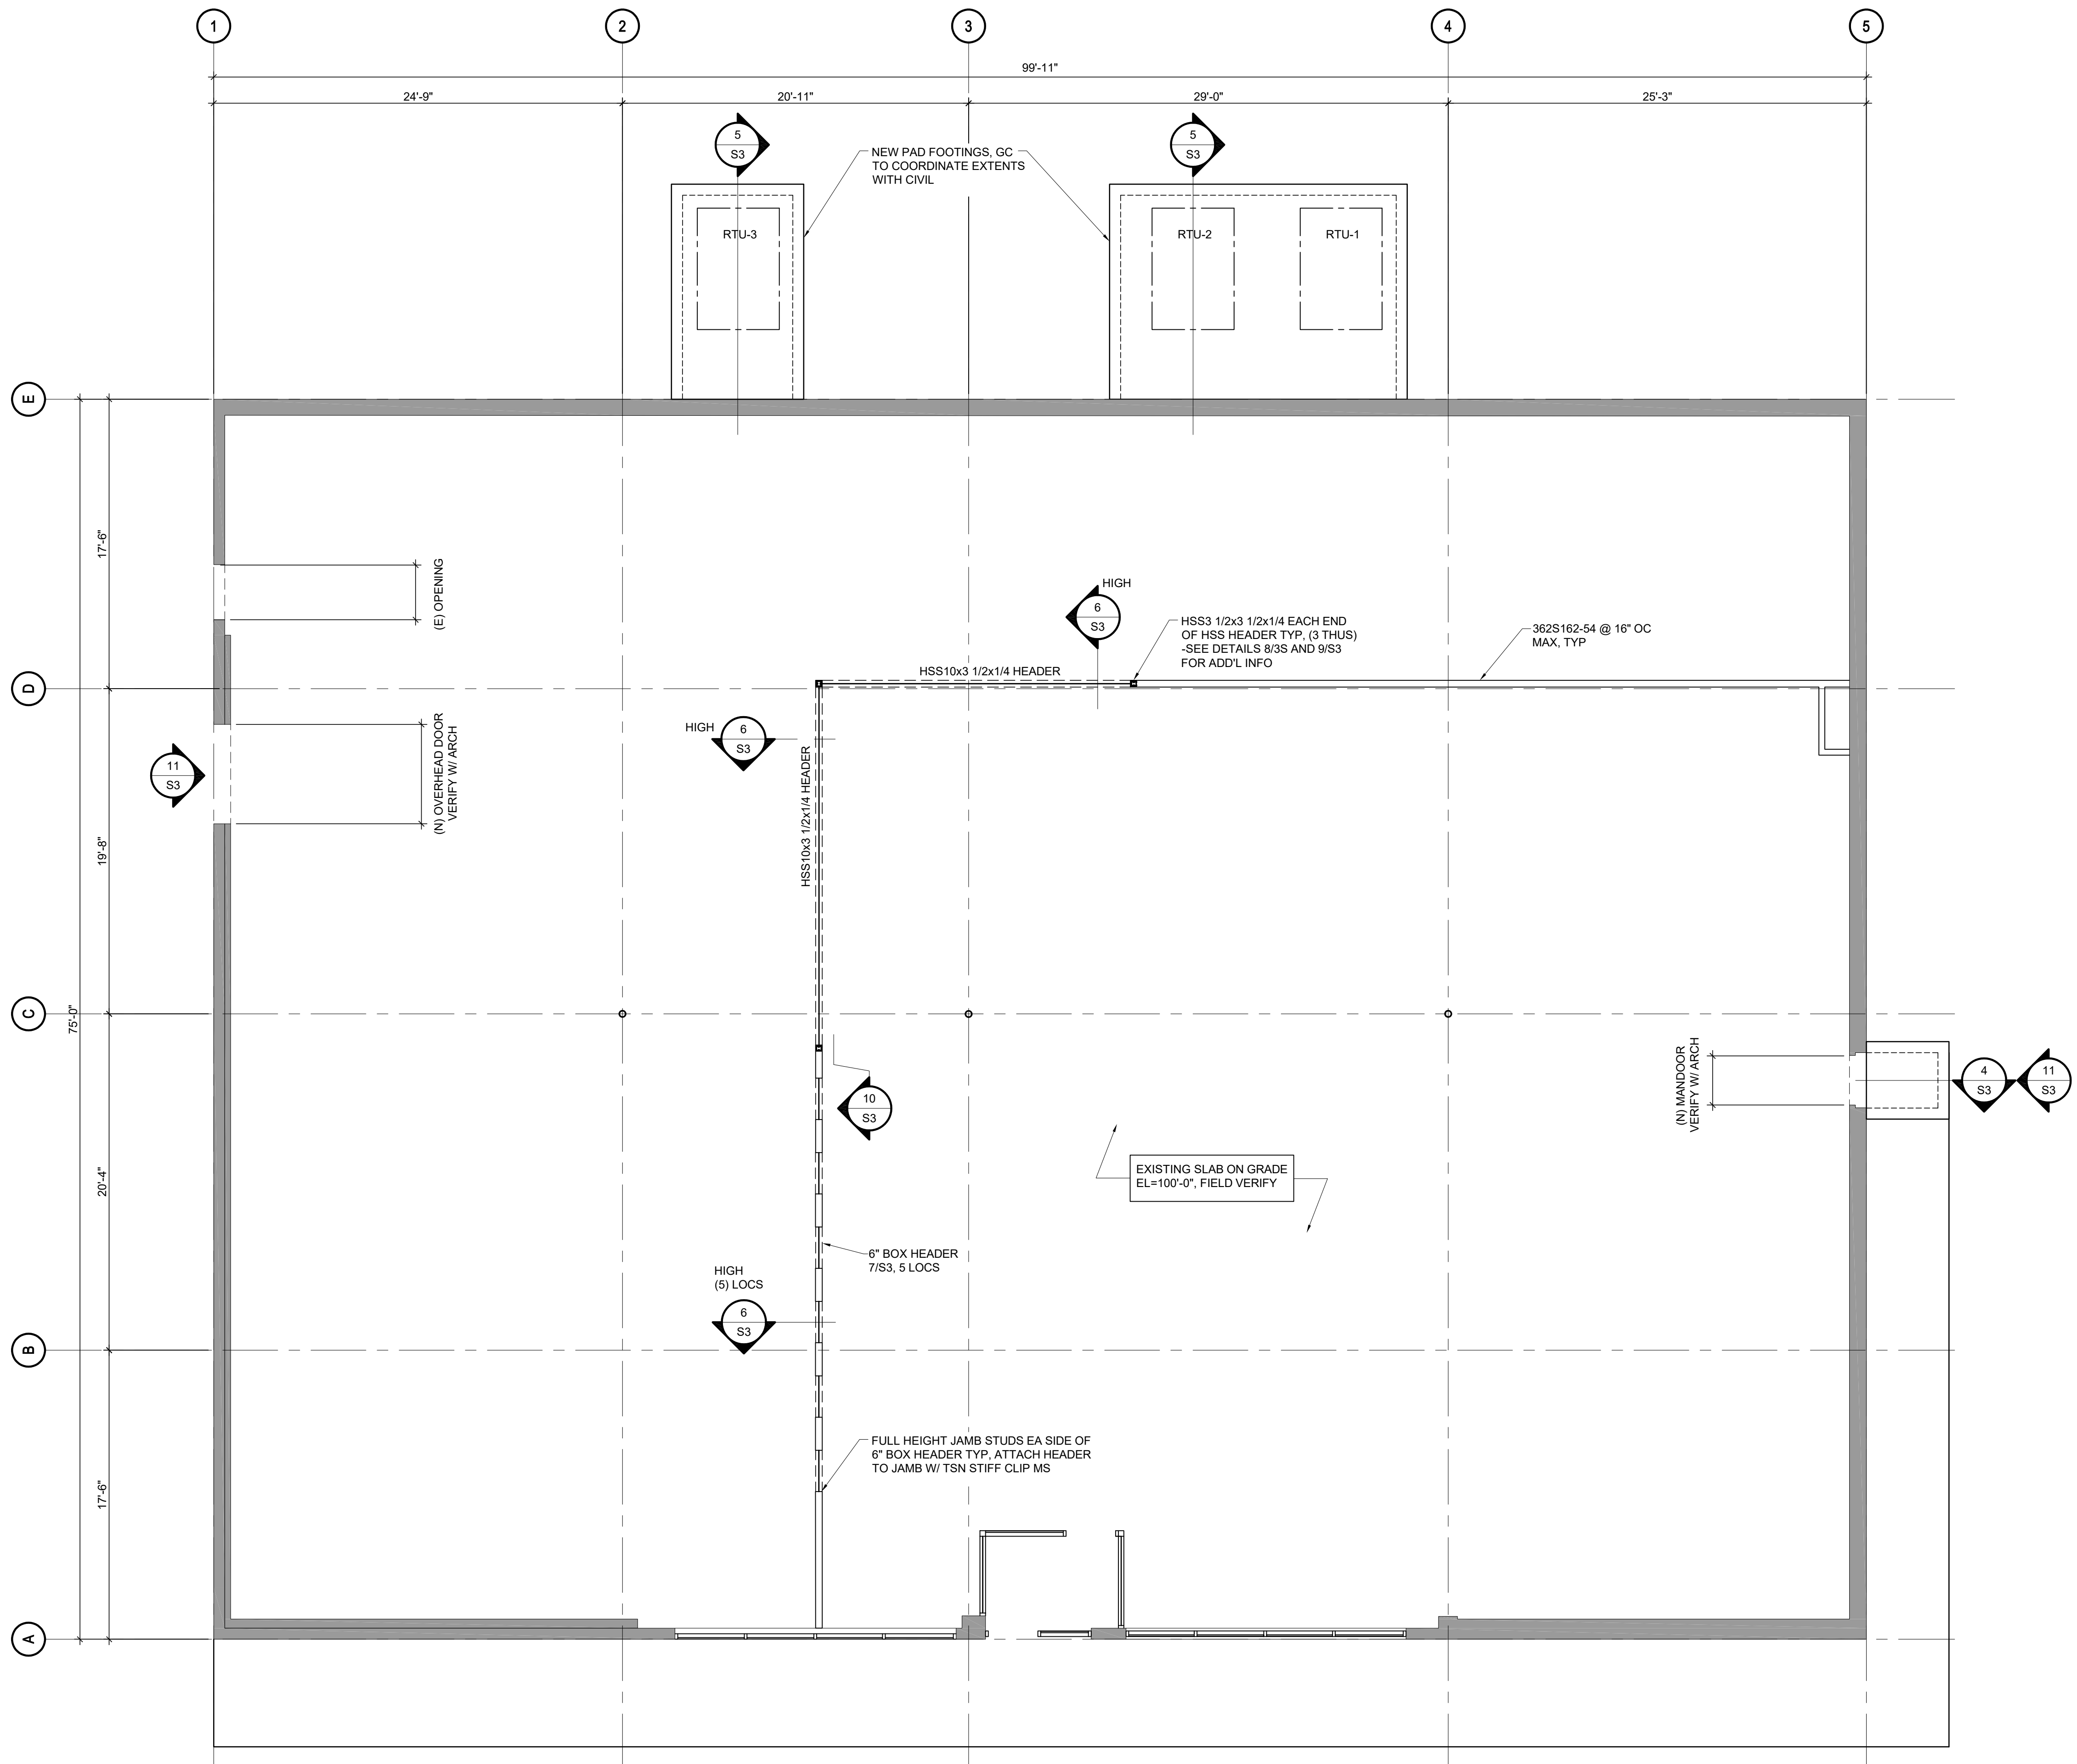 1
2
3
4
5
99'-11"
24'-9"
20'-11"
29'-0"
25'-3"
5
S3
5
S3
NEW PAD FOOTINGS, GC
TO COORDINATE EXTENTS
WITH CIVIL
RTU-3
RTU-2
RTU-1
E
17'-6"
(E) OPENING
HIGH
6
S3
HSS3 1/2x3 1/2x1/4 EACH END
OF HSS HEADER TYP, (3 THUS)
-SEE DETAILS 8/3S AND 9/S3
FOR ADD'L INFO
362S162-54 @ 16" OC
MAX, TYP
HSS10x3 1/2x1/4 HEADER
D
HIGH
6
S3
(N) OVERHEAD DOOR
VERIFY W/ ARCH
11
S3
HSS10x3 1/2x1/4 HEADER
19'-8"
C
75'-0"
(N) MANDOOR
VERIFY W/ ARCH
4
S3
11
S3
10
S3
EXISTING SLAB ON GRADE
EL=100'-0", FIELD VERIFY
20'-4"
6" BOX HEADER
7/S3, 5 LOCS
HIGH
(5) LOCS
6
S3
B
FULL HEIGHT JAMB STUDS EA SIDE OF
6" BOX HEADER TYP, ATTACH HEADER
TO JAMB W/ TSN STIFF CLIP MS
17'-6"
A